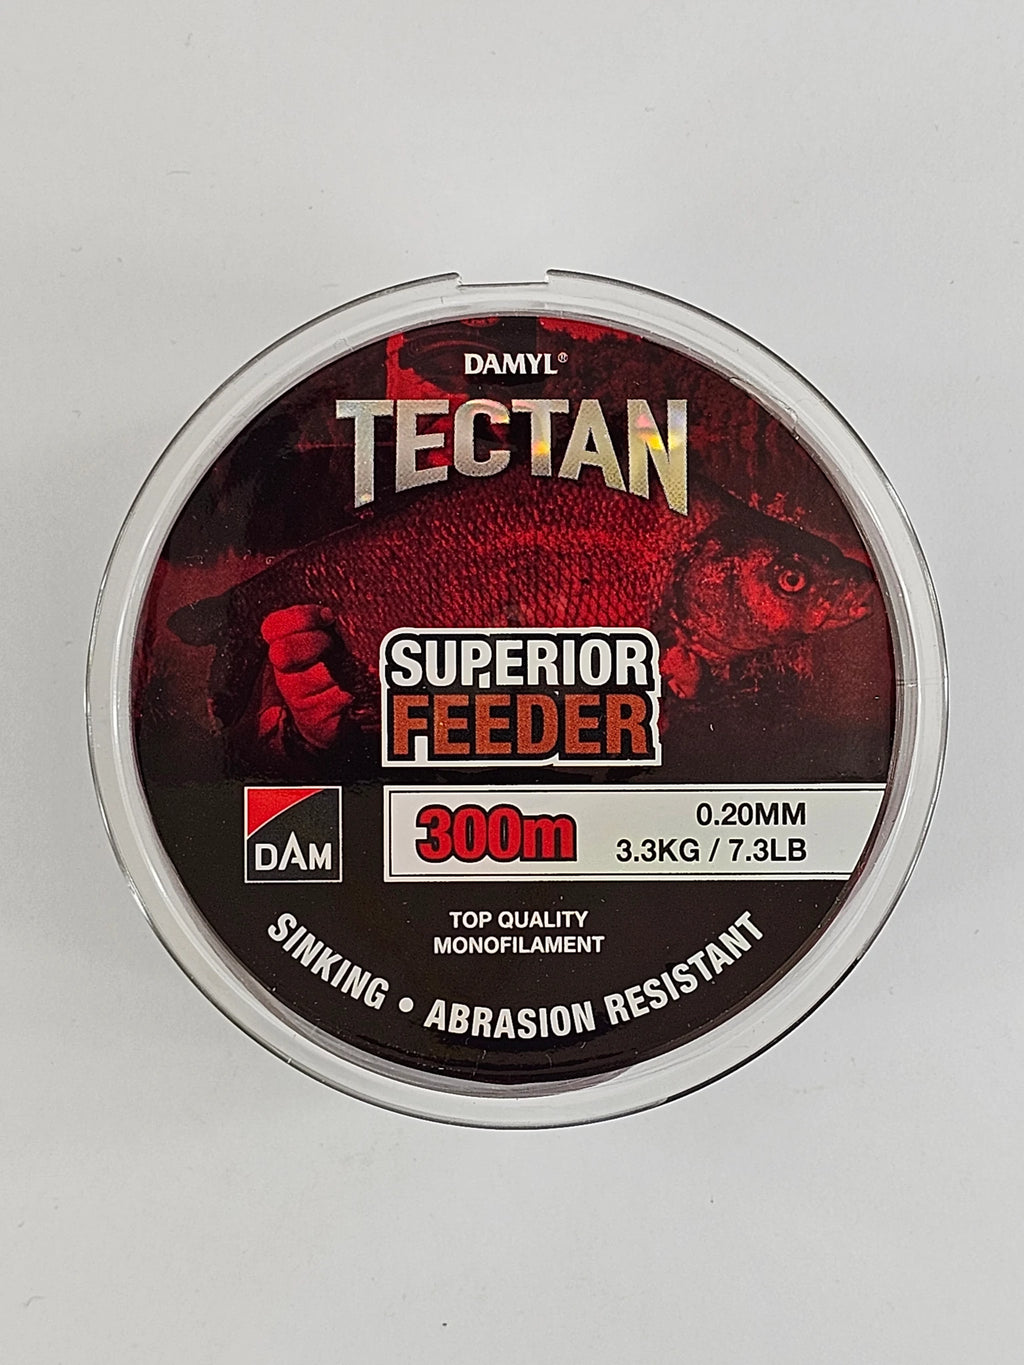 DAMYL®
TECTAN
SUPERIOR
FEEDER
DAM
300m
0.20MM
3.3KG / 7.3LB
TOP QUALITY
MONOFILAMENT
SINKING • ABRASION RESISTANT